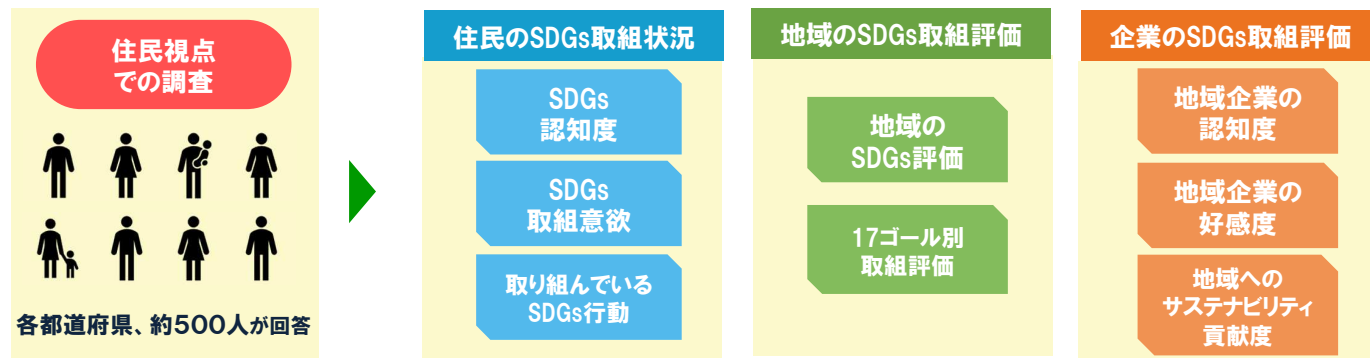 住民視点
での調査
各都道府県、約500人が回答
住民のSDGs取組状況
SDGs
認知度
SDGs
取組意欲
取り組んでいる
SDGs行動
地域のSDGs取組評価
地域の
SDGs評価
17ゴール別
取組評価
企業のSDGs取組評価
地域企業の
認知度
地域企業の
好感度
地域への
サステナビリティ
貢献度